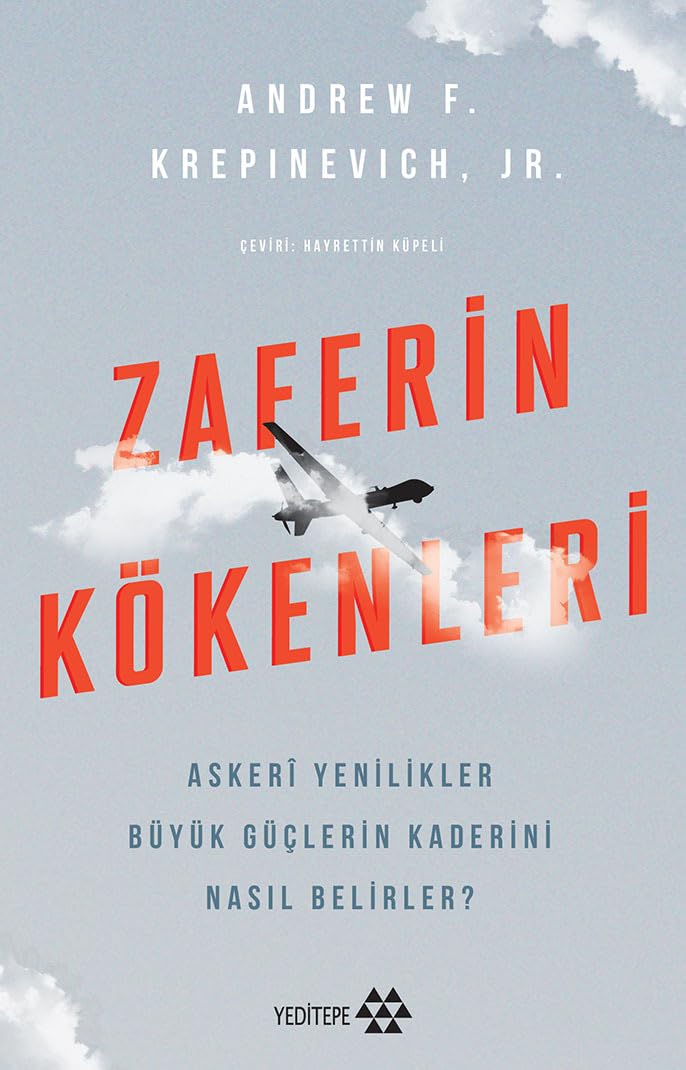 ANDREW F.
KREPINEVICH, JR.
ÇEVİRİ: HAYRETTİN KÜPELİ
ZAFERİN
KÖKENLERİ
ASKERÎ YENİLİKLER
BÜYÜK GÜÇLERİN KADERİNİ
NASIL BELİRLER?
YEDİTEPE